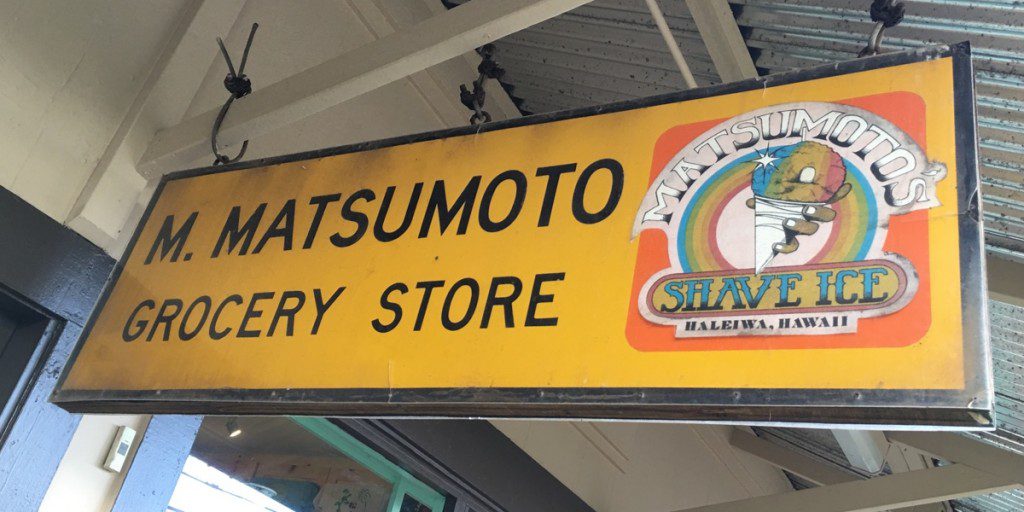 M. MATSUMOTO
GROCERY STORE
MATSUMOTO'S
SHAVE ICE
HALEIWA, HAWAII